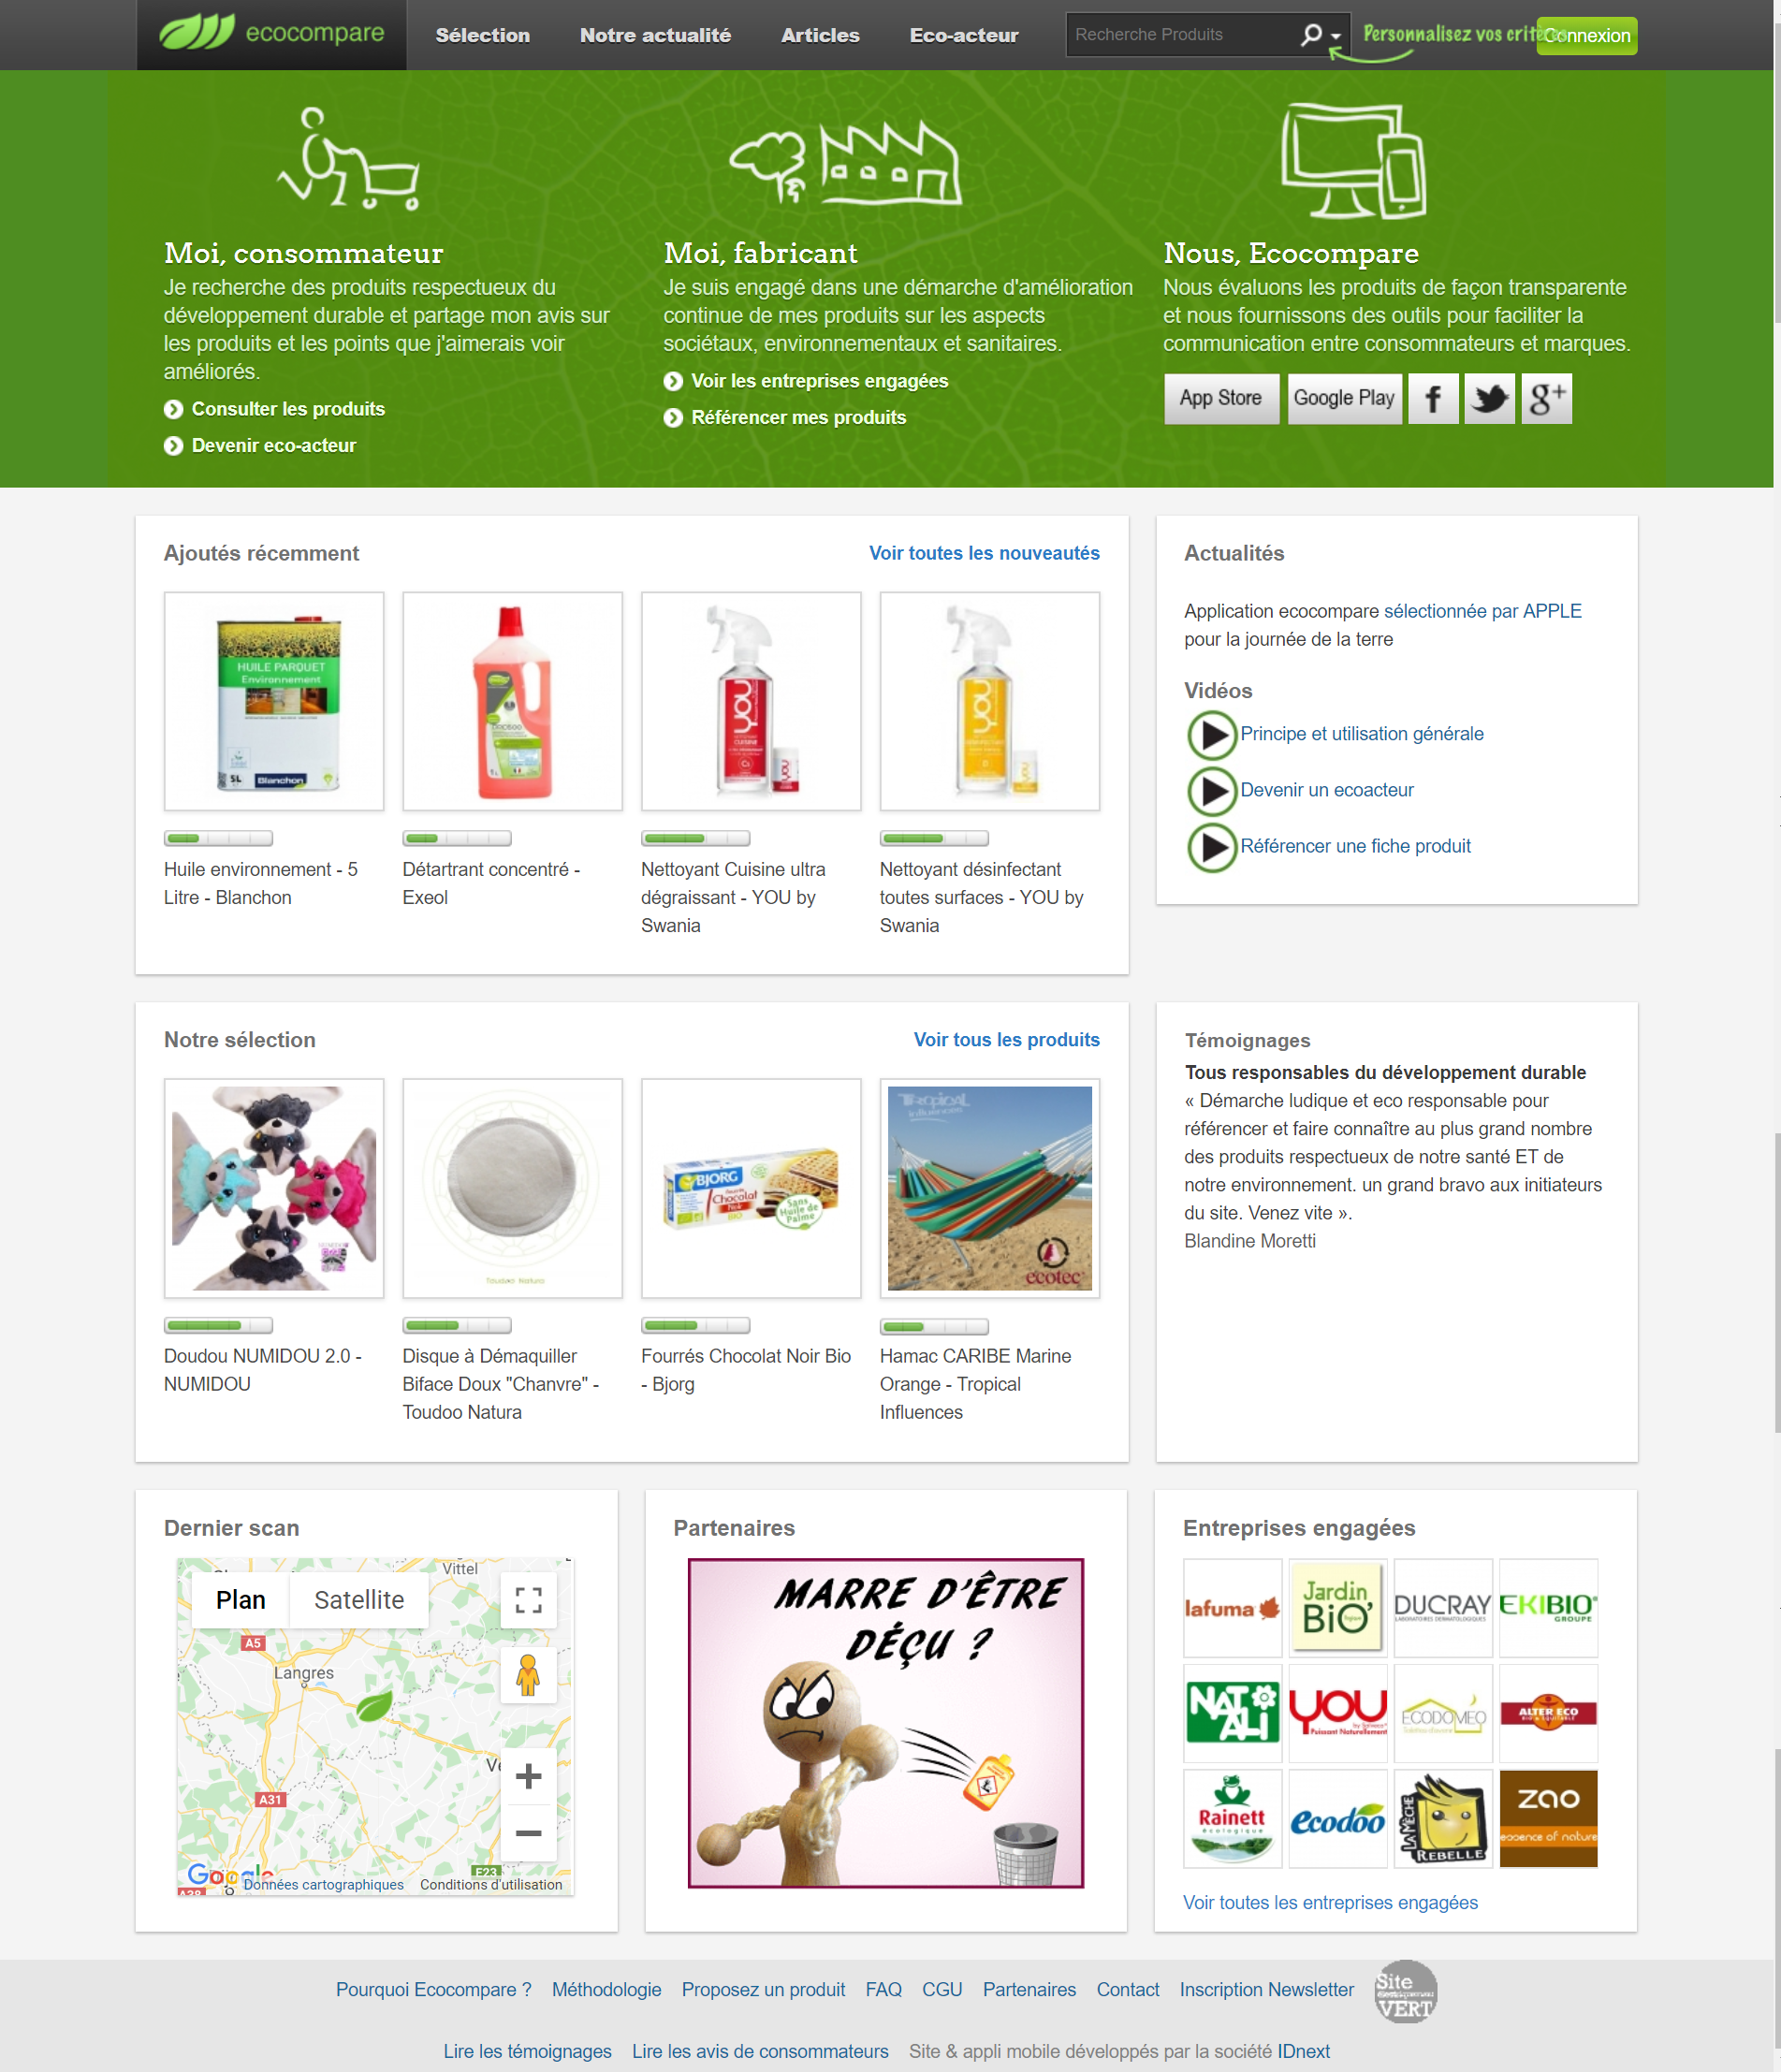 ecocompare
Sélection
Notre actualité
Articles
Eco-acteur
Recherche Produits
Personnalisez vos critères
Connexion
Moi, consommateur
Je recherche des produits respectueux du
développement durable et partage mon avis sur
les produits et les points que j'aimerais voir
améliorés.
Consulter les produits
Devenir eco-acteur
Moi, fabricant
Je suis engagé dans une démarche d'amélioration
continue de mes produits sur les aspects
sociétaux, environnementaux et sanitaires.
Voir les entreprises engagées
Référencer mes produits
Nous, Ecocompare
Nous évaluons les produits de façon transparente
et nous fournissons des outils pour faciliter la
communication entre consommateurs et marques.
App Store
Google Play
f
g+
Ajoutés récemment
Voir toutes les nouveautés
HUILE PARQUET
Environnement
5L
Blanchon
YOU
CUISINE
YOU
Huile environnement - 5
Litre - Blanchon
Détartrant concentré -
Exeol
Nettoyant Cuisine ultra
dégraissant - YOU by
Swania
Nettoyant désinfectant
toutes surfaces - YOU by
Swania
Actualités
Application ecocompare sélectionnée par APPLE
pour la journée de la terre
Vidéos
Principe et utilisation générale
Devenir un ecoacteur
Référencer une fiche produit
Notre sélection
Voir tous les produits
Toudoo Natura
BJORG
Chocolat
Noir
BIO
Sans
Huile de
Palme
Tropical
influences
ecotec
Doudou NUMIDOU 2.0 -
NUMIDOU
Disque à Démaquiller
Biface Doux "Chanvre" -
Toudoo Natura
Fourrés Chocolat Noir Bio
- Bjorg
Hamac CARIBE Marine
Orange - Tropical
Influences
Témoignages
Tous responsables du développement durable
« Démarche ludique et eco responsable pour
référencer et faire connaître au plus grand nombre
des produits respectueux de notre santé ET de
notre environnement. un grand bravo aux initiateurs
du site. Venez vite ».
Blandine Moretti
Dernier scan
Vittel
Plan
Satellite
A5
Langres
A31
E23
Google
Données cartographiques
Conditions d'utilisation
Partenaires
MARRE D'ÊTRE
DÉÇU ?
Entreprises engagées
lafuma
Jardin
BiO
DUCRAY
LABORATOIRES DERMATOLOGIQUES
EKIBIO
GROUPE
NATALI
YOU
Puissant Naturellement
ECODOMEO
ALTER ECO
Rainett
écologique
ecodoo
LA MECHE
REBELLE
zao
essence of nature
Voir toutes les entreprises engagées
Pourquoi Ecocompare ?
Méthodologie
Proposez un produit
FAQ
CGU
Partenaires
Contact
Inscription Newsletter
Site
VERT
Lire les témoignages
Lire les avis de consommateurs
Site & appli mobile développés par la société IDnext